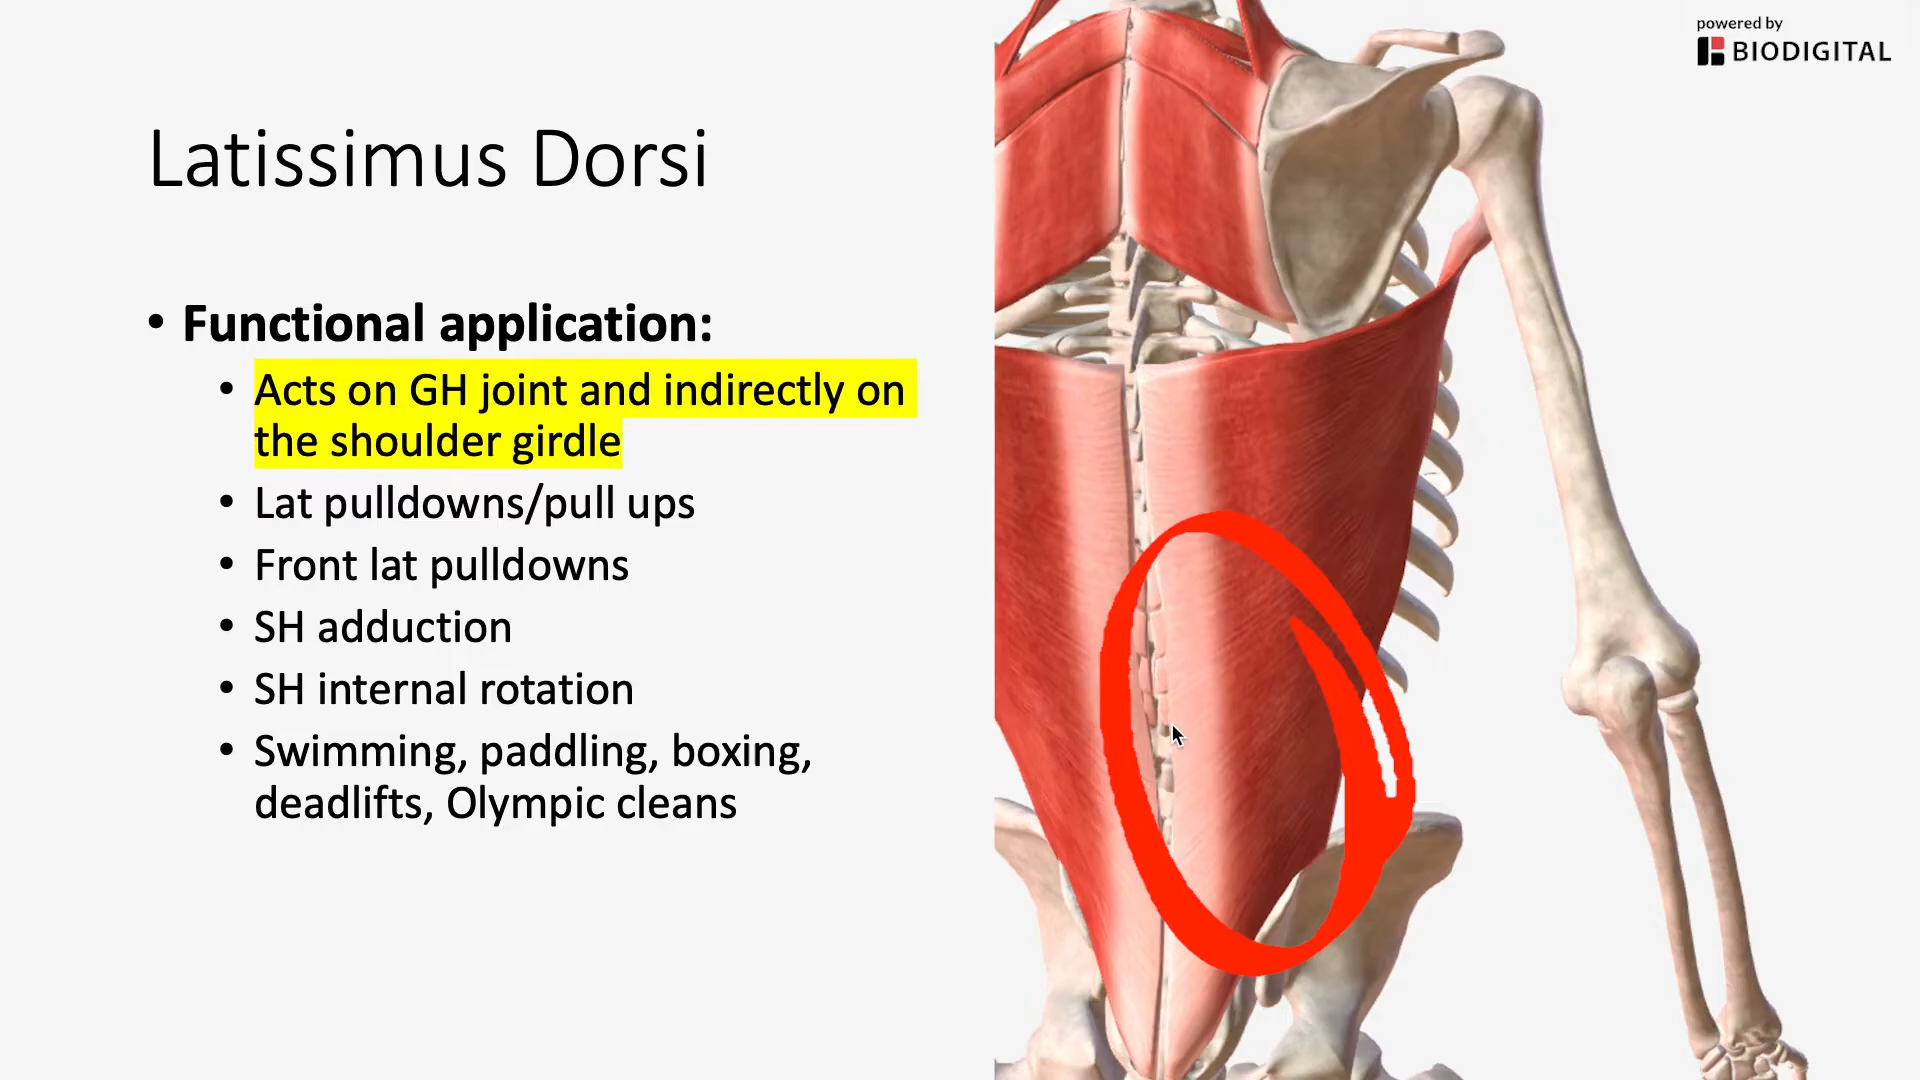 powered by
BIODIGITAL
Latissimus Dorsi
• Functional application:
• Acts on GH joint and indirectly on
the shoulder girdle
• Lat pulldowns/pull ups
• Front lat pulldowns
• SH adduction
• SH internal rotation
• Swimming, paddling, boxing,
deadlifts, Olympic cleans